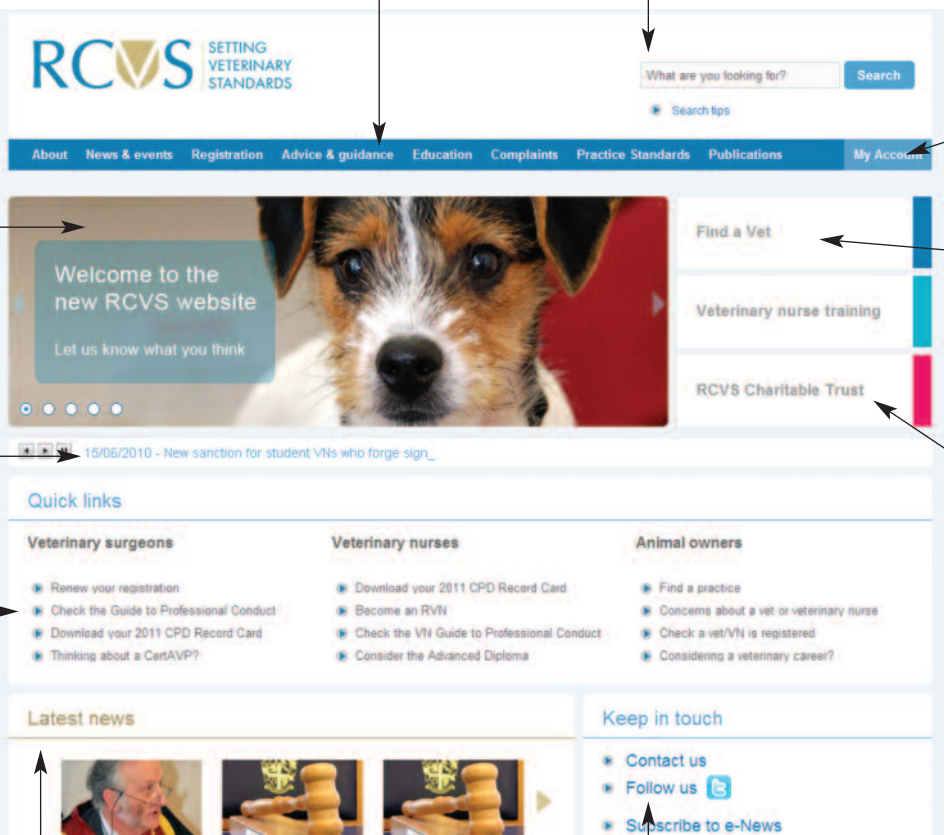 RCVS
SETTING
VETERINARY
STANDARDS
What are you looking for?
Search
Search tips
About News & events Registration Advice & guidance Education Complaints Practice Standards Publications My Account
Welcome to the
new RCVS website
Let us know what you think
Find a Vet
Veterinary nurse training
RCVS Charitable Trust
15/06/2010 - New sanction for student VNs who forge sign_
Quick links
Veterinary surgeons
Renew your registration
Check the Guide to Professional Conduct
Download your 2011 CPD Record Card
Thinking about a CertAVP?
Veterinary nurses
Download your 2011 CPD Record Card
Become an RVN
Check the VN Guide to Professional Conduct
Consider the Advanced Diploma
Animal owners
Find a practice
Concerns about a vet or veterinary nurse
Check a vet/VN is registered
Considering a veterinary career?
Latest news
Keep in touch
Contact us
Follow us
Subscribe to e-News